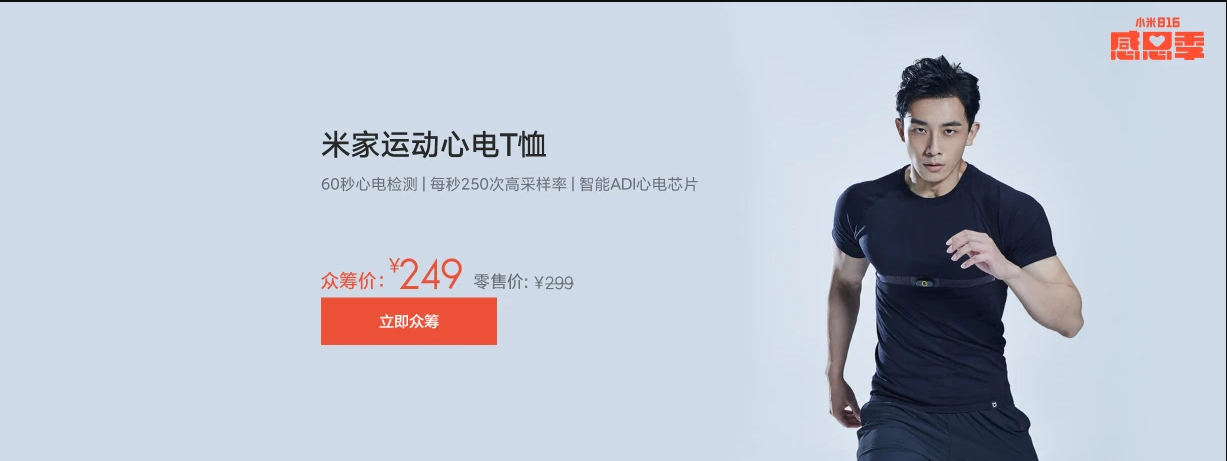 小米816
感恩季
米家运动心电T恤
60秒心电检测 | 每秒250次高采样率 | 智能ADI心电芯片
众筹价：¥249 零售价: ¥299
立即众筹